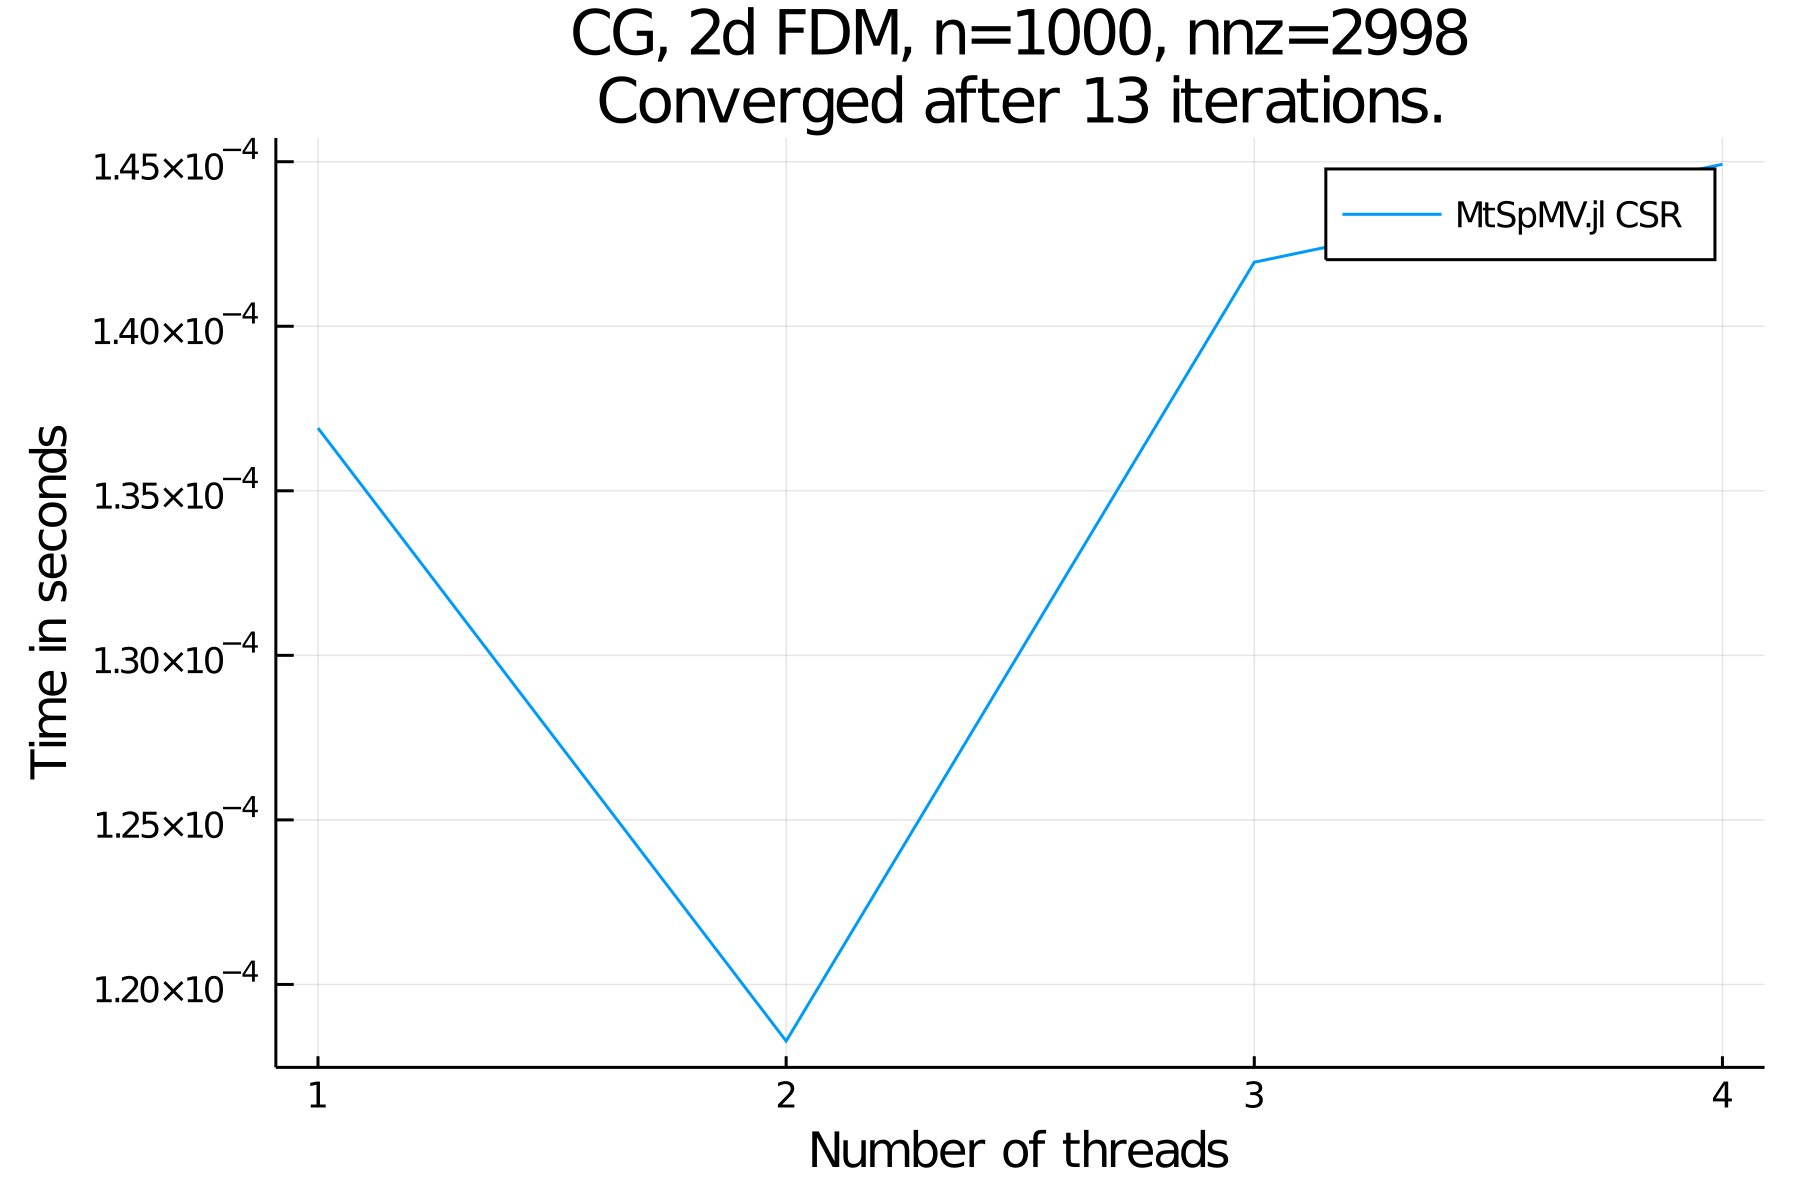 CG, 2d FDM, n=1000, nnz=2998
Converged after 13 iterations.
1.45×10⁻⁴
1.40×10⁻⁴
1.35×10⁻⁴
1.30×10⁻⁴
1.25×10⁻⁴
1.20×10⁻⁴
Time in seconds
MtSpMV.jl CSR
1 2 3 4
Number of threads